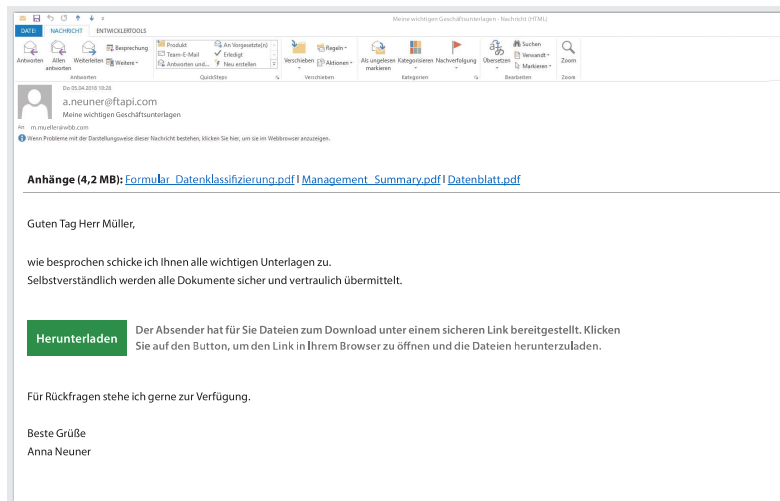 Meine wichtigen Geschäftsunterlagen - Nachricht (HTML)
DATEI NACHRICHT ENTWICKLERTOOLS
Antworten
Allen antworten
Weiterleiten
Besprechung
Weitere
Antworten
Produkt
Team-E-Mail
Antworten und...
An Vorgesetzte(n)
Erledigt
Neu erstellen
QuickSteps
Verschieben
Regeln
Aktionen
Verschieben
Als ungelesen markieren
Kategorisieren
Nachverfolgung
Kategorien
Übersetzen
Suchen
Verwandt
Markieren
Bearbeiten
Zoom
Zoom
Do 05.04.2018 10:28
a.neuner@ftapi.com
Meine wichtigen Geschäftsunterlagen
An m.mueller@wbb.com
Wenn Probleme mit der Darstellungsweise dieser Nachricht bestehen, klicken Sie hier, um sie im Webbrowser anzuzeigen.
Anhänge (4,2 MB): Formular_Datenklassifizierung.pdf I Management_Summary.pdf I Datenblatt.pdf
Guten Tag Herr Müller,
wie besprochen schicke ich Ihnen alle wichtigen Unterlagen zu.
Selbstverständlich werden alle Dokumente sicher und vertraulich übermittelt.
Herunterladen
Der Absender hat für Sie Dateien zum Download unter einem sicheren Link bereitgestellt. Klicken
Sie auf den Button, um den Link in Ihrem Browser zu öffnen und die Dateien herunterzuladen.
Für Rückfragen stehe ich gerne zur Verfügung.
Beste Grüße
Anna Neuner